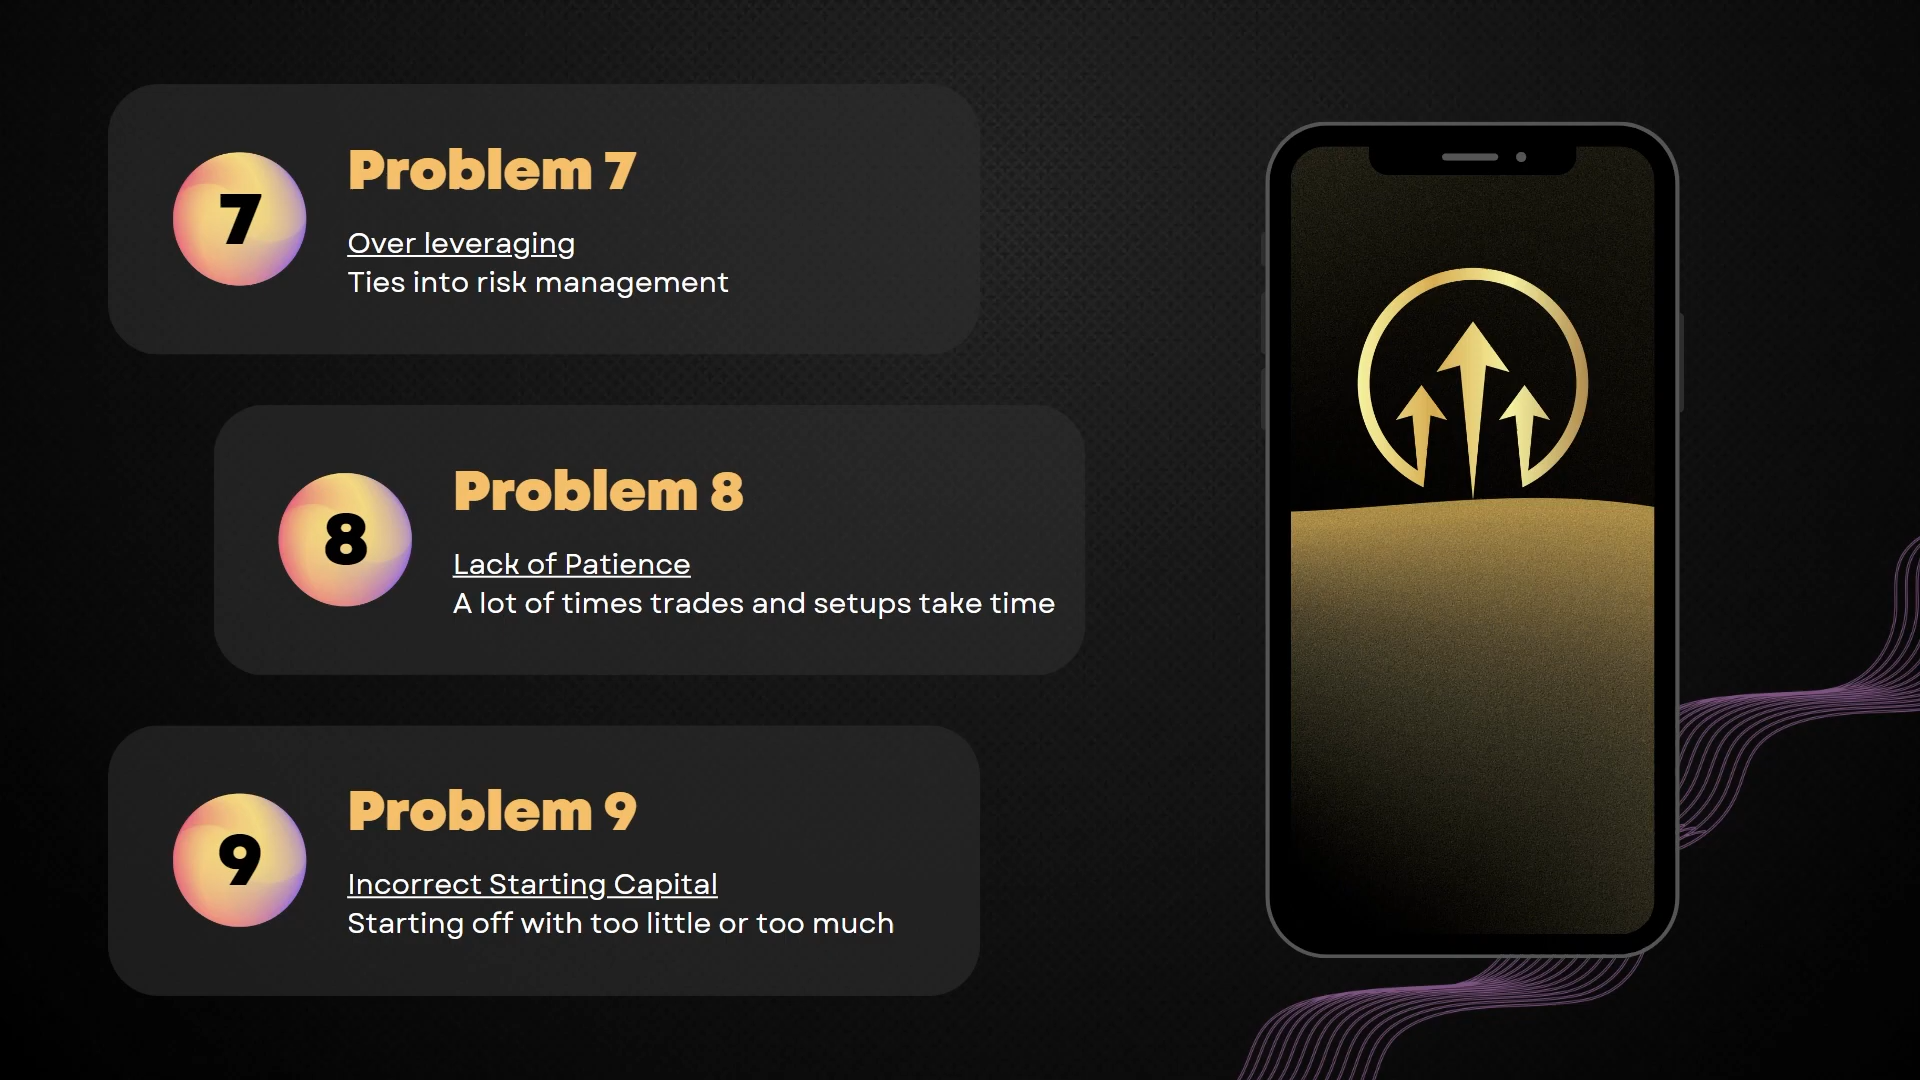 7
Problem 7
Over leveraging
Ties into risk management
8
Problem 8
Lack of Patience
A lot of times trades and setups take time
9
Problem 9
Incorrect Starting Capital
Starting off with too little or too much